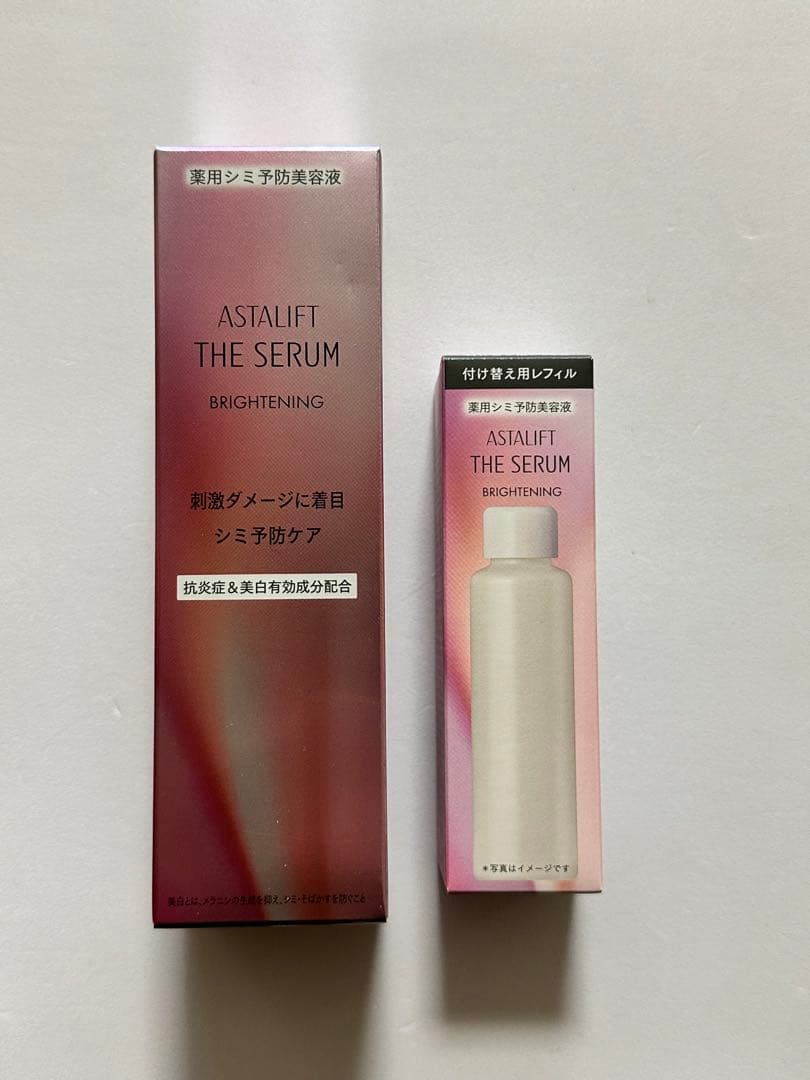 薬用シミ予防美容液
ASTALIFT
THE SERUM
BRIGHTENING
刺激ダメージに着目
シミ予防ケア
抗炎症&美白有効成分配合
美白とは、メラニンの生成を抑え、シミ・そばかすを防ぐこと
付け替え用レフィル
薬用シミ予防美容液
ASTALIFT
THE SERUM
BRIGHTENING
*写真はイメージです